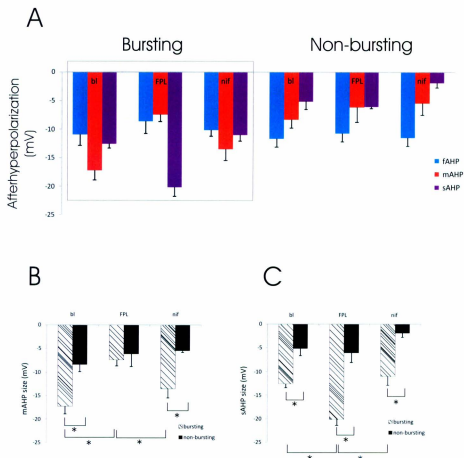 A
Bursting Non-bursting
0 bl FPL nif bl FPL nif
-5
-10
-15
-20
-25
Afterhyperpolarization
(mV)
fAHP
mAHP
sAHP
B
bl FPL nif
0
-5
-10
-15
-20
-25
mAHP size (mV)
* * * *
bursting
non-bursting
C
bl FPL nif
0
-5
-10
-15
-20
-25
-30
sAHP size (mV)
* * * * *
bursting
non-bursting